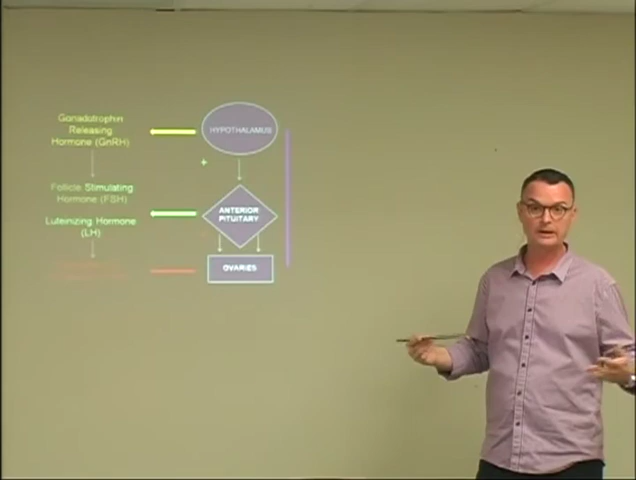 Gonadotrophin
Releasing
Hormone (GnRH)
HYPOTHALAMUS
+
Follicle Stimulating
Hormone (FSH)
Luteinizing Hormone
(LH)
ANTERIOR
PITUITARY
OVARIES